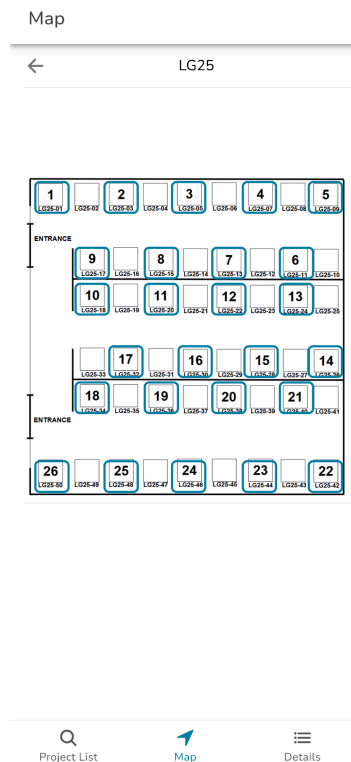 Map
LG25
1 2 3 4 5
LG25-01 LG25-02 LG25-03 LG25-04 LG25-05 LG25-06 LG25-07 LG25-08 LG25-09
ENTRANCE
9 8 7 6
LG25-17 LG25-16 LG25-15 LG25-14 LG25-13 LG25-12 LG25-11 LG25-10
10 11 12 13
LG25-18 LG25-19 LG25-20 LG25-21 LG25-22 LG25-23 LG25-24 LG25-25
17 16 15 14
LG25-33 LG25-32 LG25-31 LG25-30 LG25-29 LG25-28 LG25-27 LG25-26
18 19 20 21
LG25-34 LG25-35 LG25-36 LG25-37 LG25-38 LG25-39 LG25-40 LG25-41
ENTRANCE
26 25 24 23 22
LG25-50 LG25-49 LG25-48 LG25-47 LG25-46 LG25-45 LG25-44 LG25-43 LG25-42
Project List Map Details